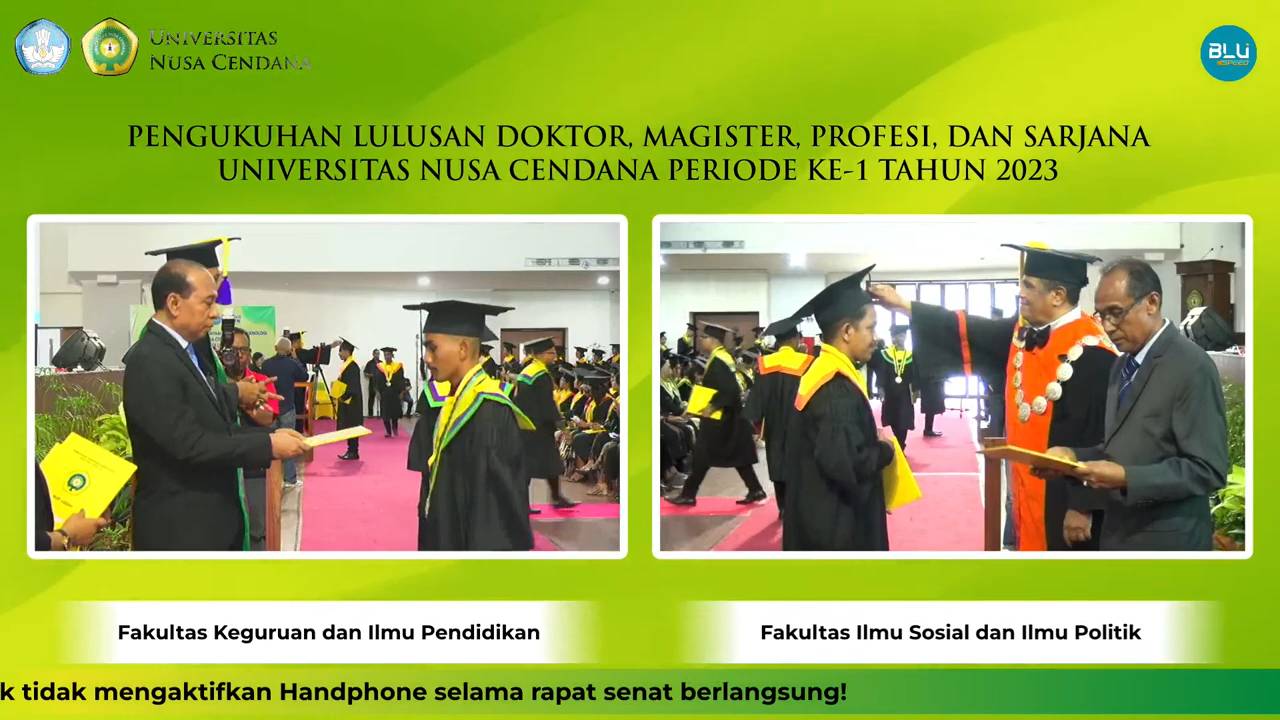 UNIVERSITAS
NUSA CENDANA
BLU
SPEED
PENGUKUHAN LULUSAN DOKTOR, MAGISTER, PROFESI, DAN SARJANA
UNIVERSITAS NUSA CENDANA PERIODE KE-1 TAHUN 2023
Fakultas Keguruan dan Ilmu Pendidikan
Fakultas Ilmu Sosial dan Ilmu Politik
k tidak mengaktifkan Handphone selama rapat senat berlangsung!